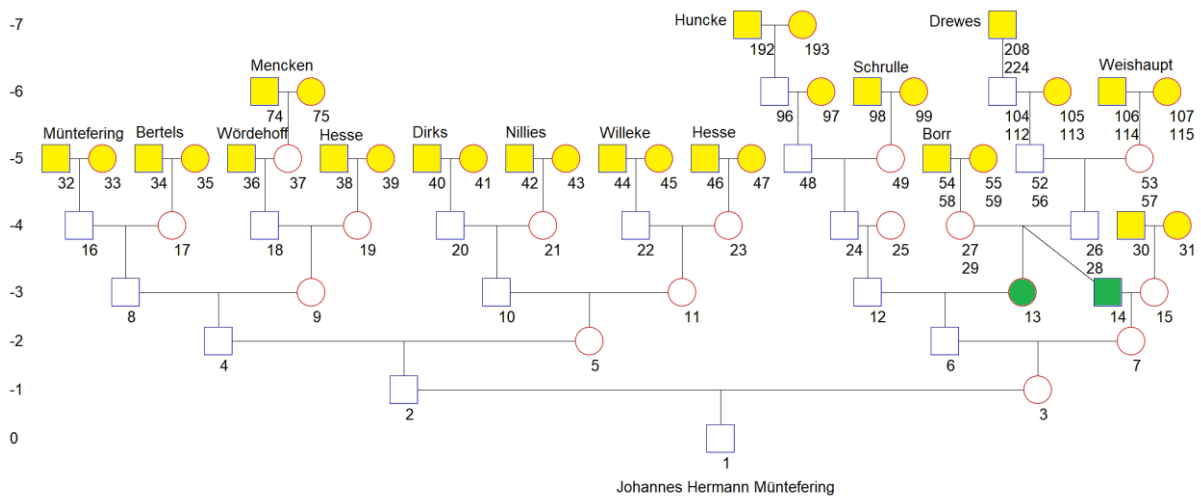 -7 Huncke Drewes
192 193 208
224
-6 Mencken Schrulle Weishaupt
74 75 96 97 98 99 104 105 106 107
112 113 114 115
-5 Müntefering Bertels Wördehoff Hesse Dirks Nillies Willeke Hesse Borr
32 33 34 35 36 37 38 39 40 41 42 43 44 45 46 47 48 49 54 55 52 53
58 59 56 57
-4
16 17 18 19 20 21 22 23 24 25 27 26 30 31
29 28
-3
8 9 10 11 12 13 14 15
-2
4 5 6 7
-1
2 3
0
1
Johannes Hermann Müntefering